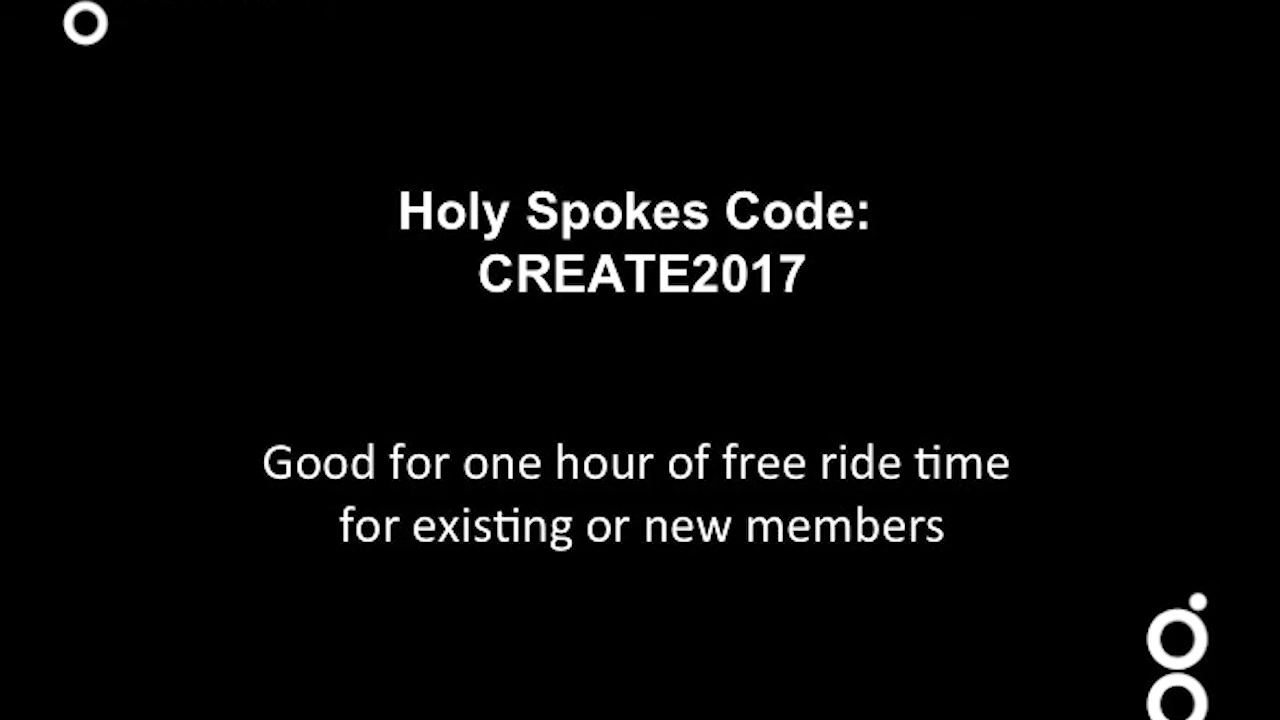 Holy Spokes Code:
CREATE2017
Good for one hour of free ride time
for existing or new members